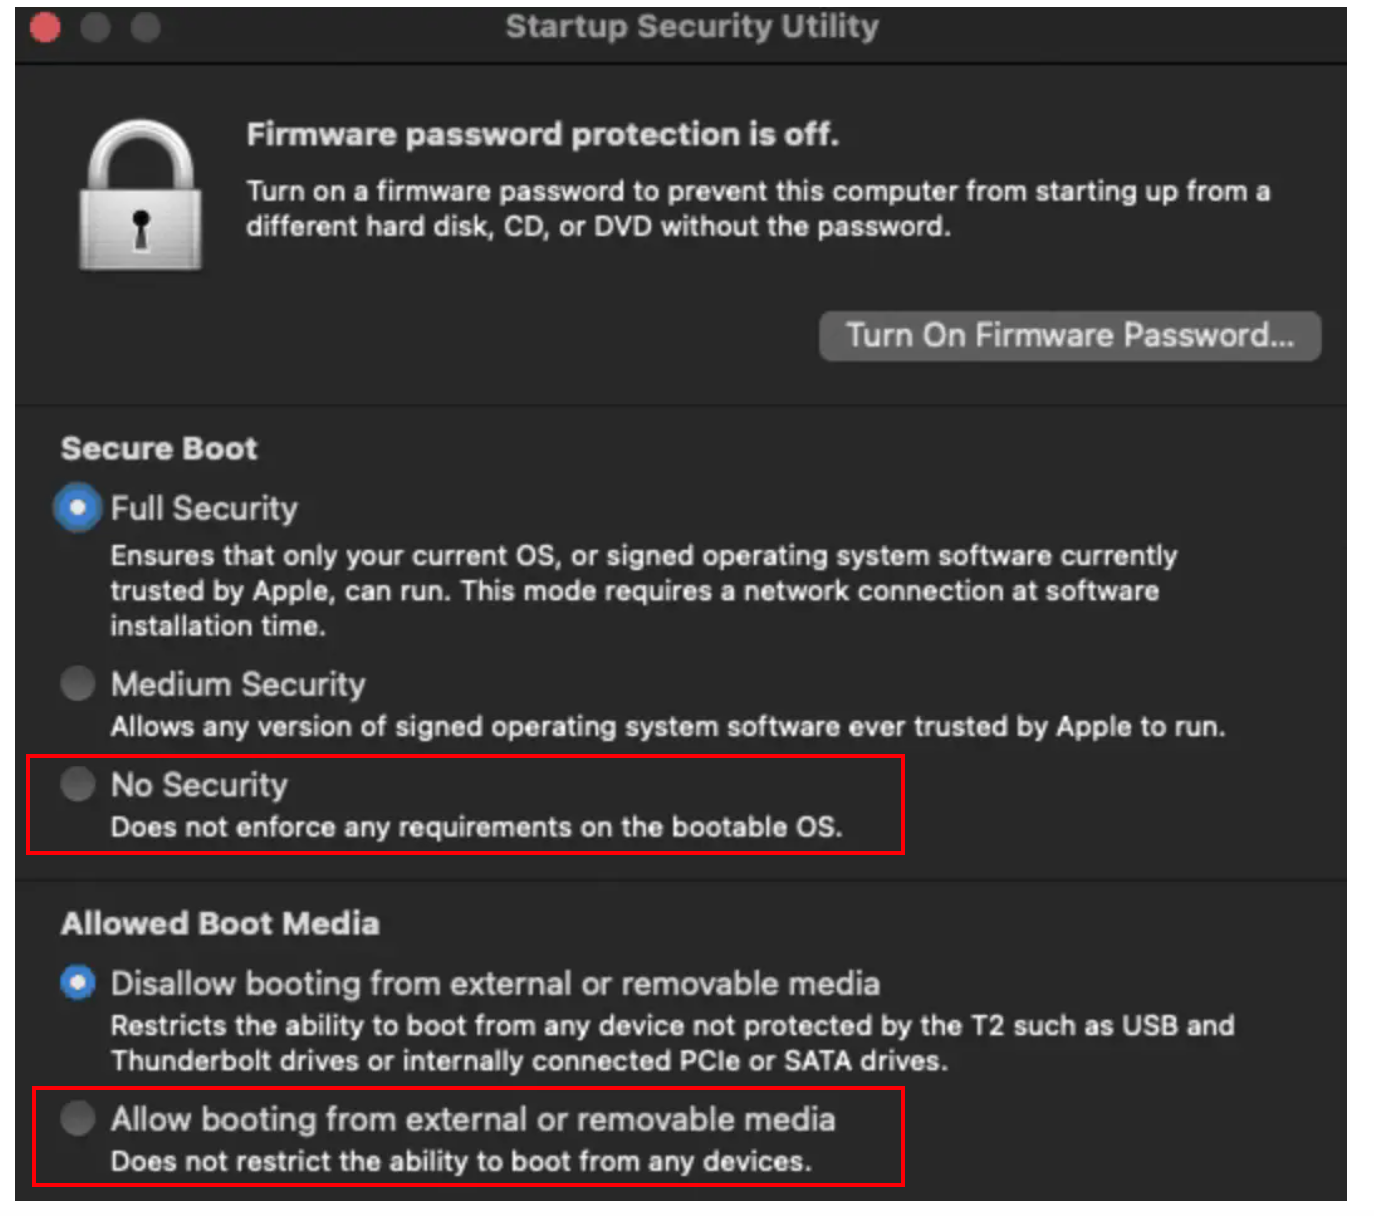 Startup Security Utility
Firmware password protection is off.
Turn on a firmware password to prevent this computer from starting up from a
different hard disk, CD, or DVD without the password.
Turn On Firmware Password...
Secure Boot
Full Security
Ensures that only your current OS, or signed operating system software currently
trusted by Apple, can run. This mode requires a network connection at software
installation time.
Medium Security
Allows any version of signed operating system software ever trusted by Apple to run.
No Security
Does not enforce any requirements on the bootable OS.
Allowed Boot Media
Disallow booting from external or removable media
Restricts the ability to boot from any device not protected by the T2 such as USB and
Thunderbolt drives or internally connected PCIe or SATA drives.
Allow booting from external or removable media
Does not restrict the ability to boot from any devices.